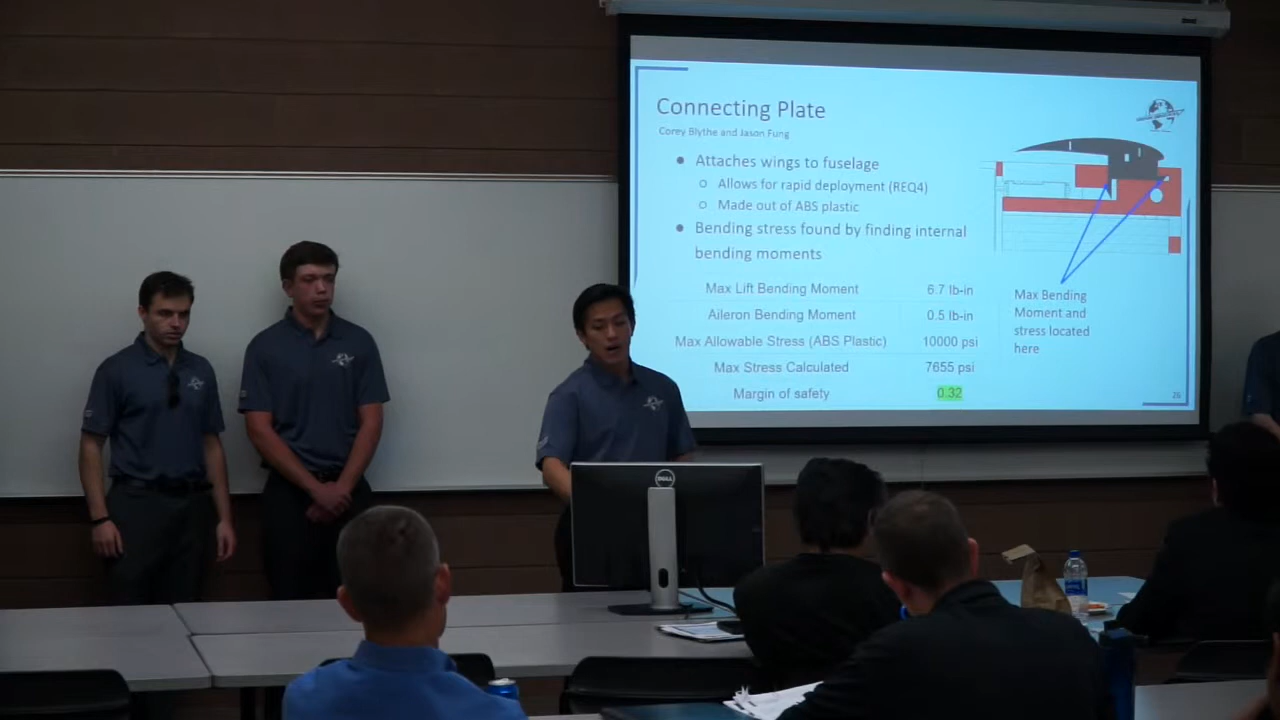 Connecting Plate
Corey Blythe and Jason Fung
● Attaches wings to fuselage
○ Allows for rapid deployment (REQ4)
○ Made out of ABS plastic
● Bending stress found by finding internal
bending moments
Max Lift Bending Moment 6.7 lb-in
Aileron Bending Moment 0.5 lb-in
Max Allowable Stress (ABS Plastic) 10000 psi
Max Stress Calculated 7655 psi
Margin of safety 0.32
Max Bending
Moment and
stress located
here
DELL